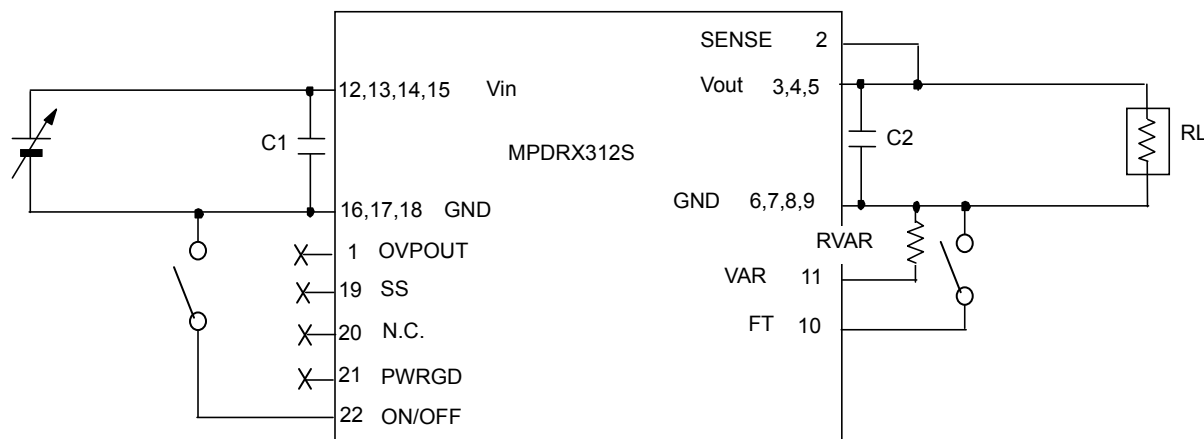 SENSE 2
12,13,14,15 Vin
Vout 3,4,5
C1
MPDRX312S
C2
RL
16,17,18 GND
GND 6,7,8,9
1 OVPOUT
RVAR
19 SS
VAR 11
20 N.C.
FT 10
21 PWRGD
22 ON/OFF